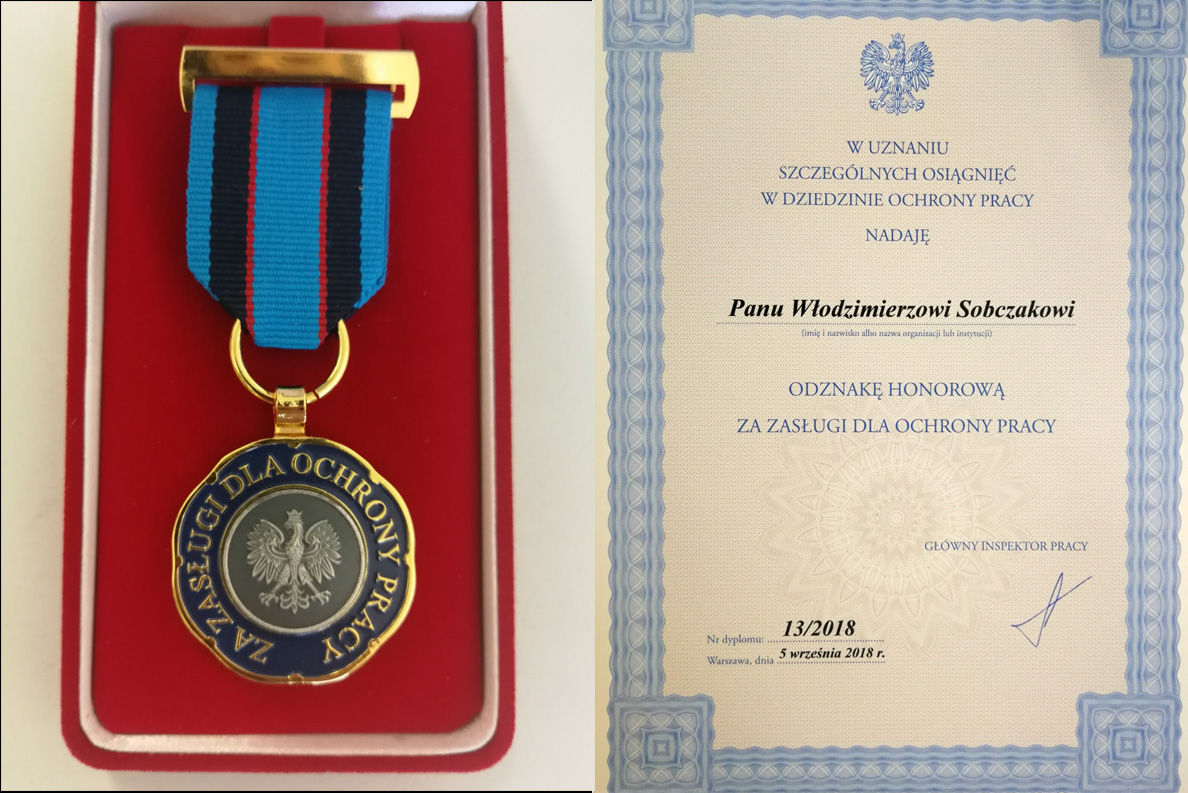 ZA ZASŁUGI DLA OCHRONY PRACY
W UZNANIU
SZCZEGÓLNYCH OSIĄGNIĘĆ
W DZIEDZINIE OCHRONY PRACY
NADAJĘ
Panu Włodzimierzowi Sobczakowi
(imię i nazwisko albo nazwa organizacji lub instytucji)
ODZNAKĘ HONOROWĄ
ZA ZASŁUGI DLA OCHRONY PRACY
GŁÓWNY INSPEKTOR PRACY
Nr dyplomu: 13/2018
Warszawa, dnia 5 września 2018 r.